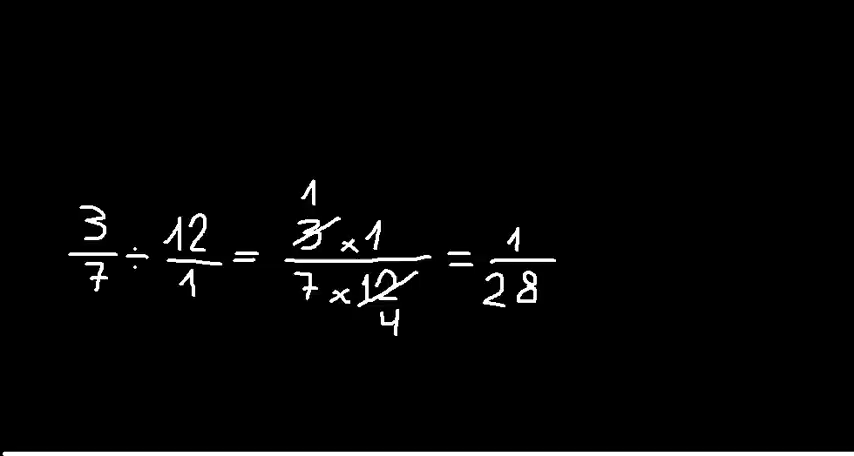 3/7 ÷ 12/1 = 3 × 1 / 7 × 12 = 1/28
1
4